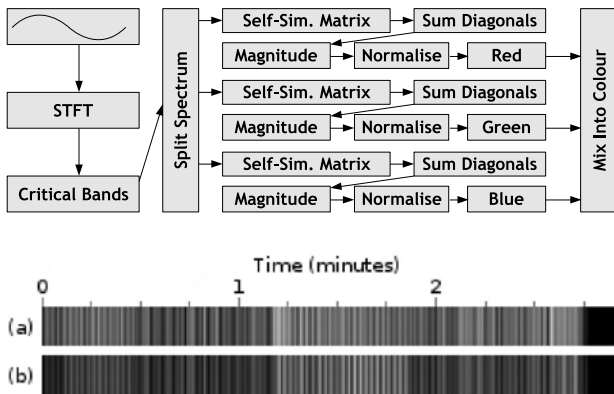 Self-Sim. Matrix
Sum Diagonals
Magnitude
Normalise
Red
STFT
Critical Bands
Split Spectrum
Self-Sim. Matrix
Sum Diagonals
Magnitude
Normalise
Green
Self-Sim. Matrix
Sum Diagonals
Magnitude
Normalise
Blue
Mix Into Colour
Time (minutes)
0 1 2
(a)
(b)